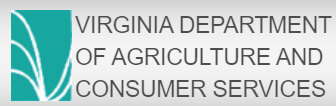 VIRGINIA DEPARTMENT
OF AGRICULTURE AND
CONSUMER SERVICES